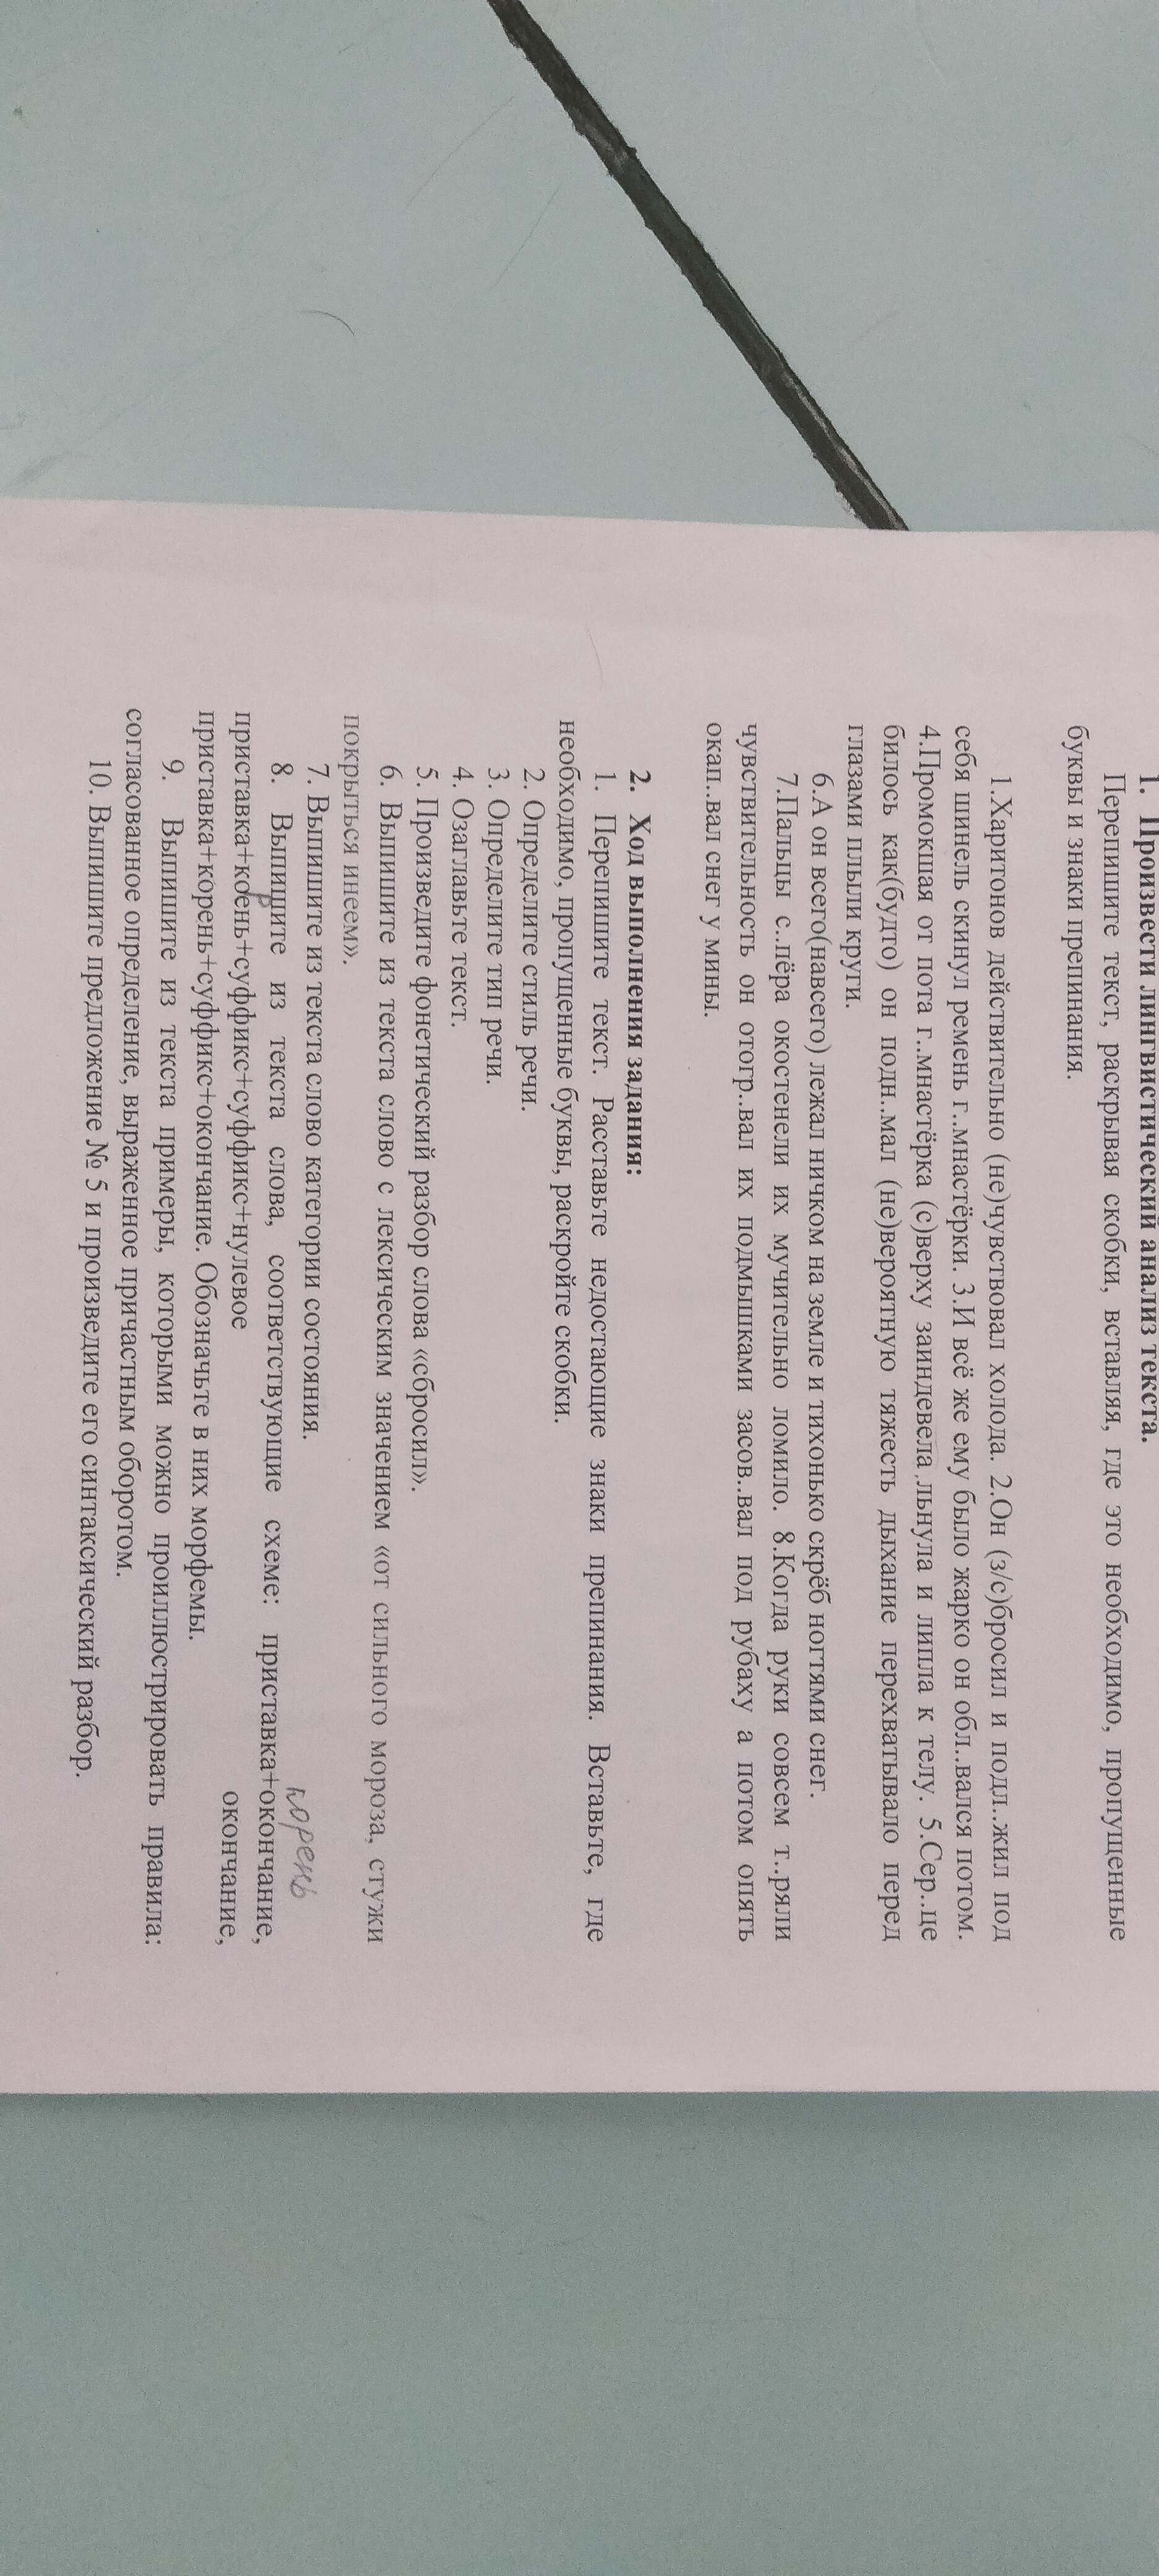 1. Произвести лингвистический анализ текста.
Перепишите текст, раскрывая скобки, вставляя, где это необходимо, пропущенные
буквы и знаки препинания.
1.Харитонов действительно (не)чувствовал холода. 2.Он (з/с)бросил и подл..жил под
себя шинель скинул ремень г..мнастёрки. 3.И всё же ему было жарко он обл..вался потом.
4.Промокшая от пота г..мнастёрка (с)верху заиндевела ,льнула и липла к телу. 5.Сер..це
билось как(будто) он подн..мал (не)вероятную тяжесть дыхание перехватывало перед
глазами плыли круги.
6.А он всего(навсего) лежал ничком на земле и тихонько скрёб ногтями снег.
7.Пальцы с..пёра окостенели их мучительно ломило. 8.Когда руки совсем т..ряли
чувствительность он отогр..вал их подмышками засов..вал под рубаху а потом опять
окап..вал снег у мины.
2. Ход выполнения задания:
1. Перепишите текст. Расставьте недостающие знаки препинания. Вставьте, где
необходимо, пропущенные буквы, раскройте скобки.
2. Определите стиль речи.
3. Определите тип речи.
4. Озаглавьте текст.
5. Произведите фонетический разбор слова «сбросил».
6. Выпишите из текста слово с лексическим значением «от сильного мороза, стужи
покрыться инеем».
7. Выпишите из текста слово категории состояния.
корень
8. Выпишите из текста слова, соответствующие схеме: приставка+окончание,
р
приставка+коень+суффикс+суффикс+нулевое окончание,
приставка+корень+суффикс+окончание. Обозначьте в них морфемы.
9. Выпишите из текста примеры, которыми можно проиллюстрировать правила:
согласованное определение, выраженное причастным оборотом.
10. Выпишите предложение № 5 и произведите его синтаксический разбор.